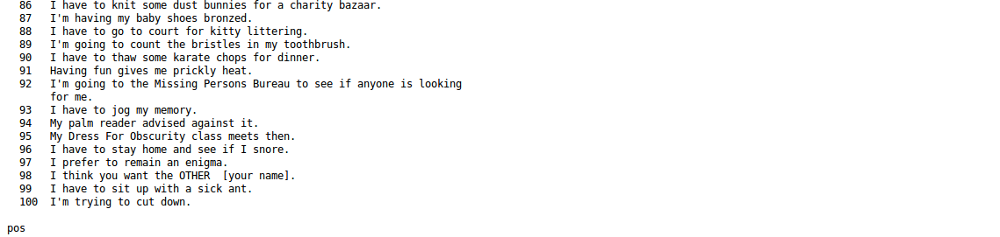 86 I have to knit some dust bunnies for a charity bazaar.
87 I'm having my baby shoes bronzed.
88 I have to go to court for kitty littering.
89 I'm going to count the bristles in my toothbrush.
90 I have to thaw some karate chops for dinner.
91 Having fun gives me prickly heat.
92 I'm going to the Missing Persons Bureau to see if anyone is looking
for me.
93 I have to jog my memory.
94 My palm reader advised against it.
95 My Dress For Obscurity class meets then.
96 I have to stay home and see if I snore.
97 I prefer to remain an enigma.
98 I think you want the OTHER  [your name].
99 I have to sit up with a sick ant.
100 I'm trying to cut down.
pos